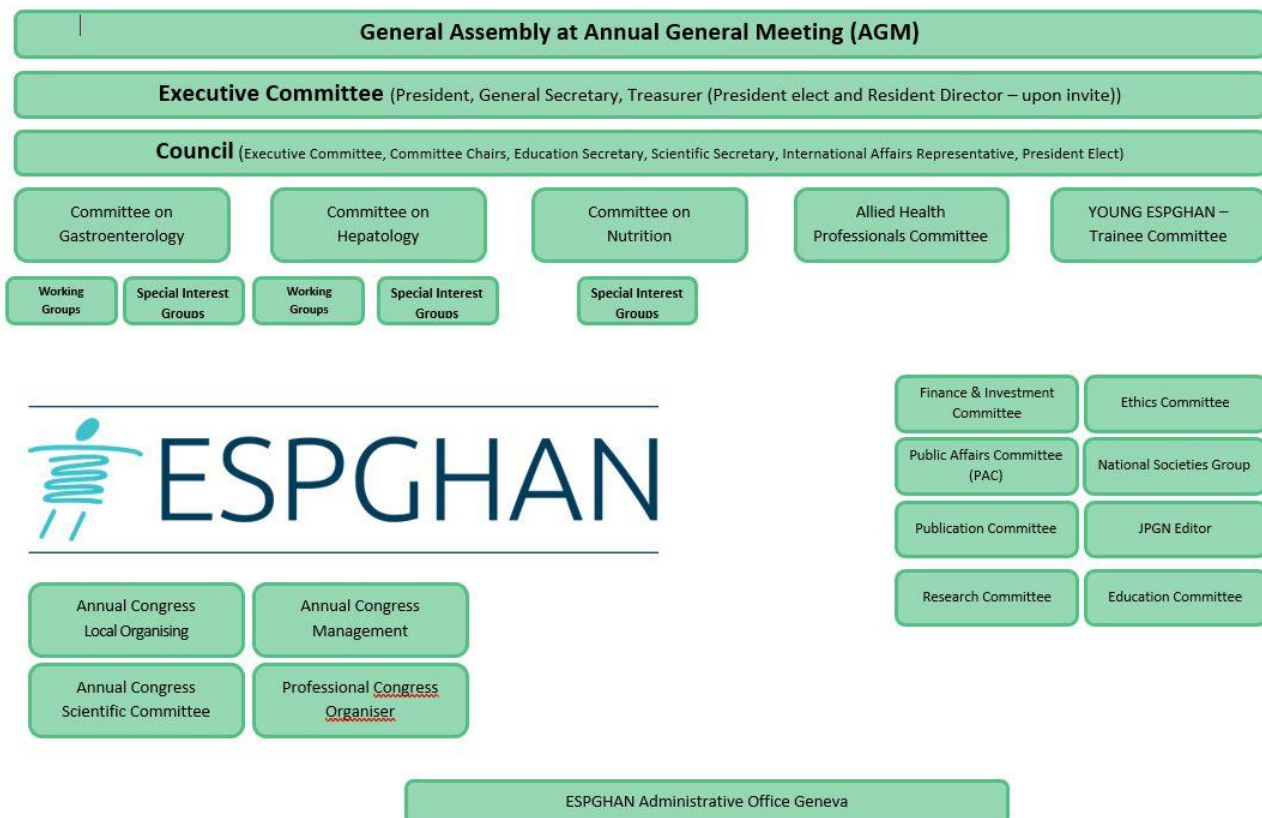 General Assembly at Annual General Meeting (AGM)
Executive Committee (President, General Secretary, Treasurer (President elect and Resident Director – upon invite))
Council (Executive Committee, Committee Chairs, Education Secretary, Scientific Secretary, International Affairs Representative, President Elect)
Committee on
Gastroenterology
Committee on
Hepatology
Committee on
Nutrition
Allied Health
Professionals Committee
YOUNG ESPGHAN –
Trainee Committee
Working
Groups
Special Interest
Groups
Working
Groups
Special Interest
Groups
Special Interest
Groups
ESPGHAN
Finance & Investment
Committee
Ethics Committee
Public Affairs Committee
(PAC)
National Societies Group
Publication Committee
JPGN Editor
Research Committee
Education Committee
Annual Congress
Local Organising
Annual Congress
Management
Annual Congress
Scientific Committee
Professional Congress
Organiser
ESPGHAN Administrative Office Geneva